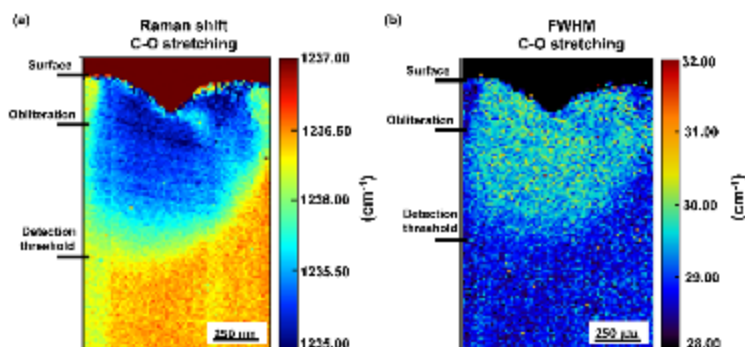 (a)
Raman shift
C-O stretching
Surface
Obliteration
Detection
threshold
1237.00
1236.50
1238.00
1235.50
1235.00
(cm⁻¹)
250 µm
(b)
FWHM
C-O stretching
Surface
Obliteration
Detection
threshold
32.00
31.00
30.00
29.00
28.00
(cm⁻¹)
250 µm